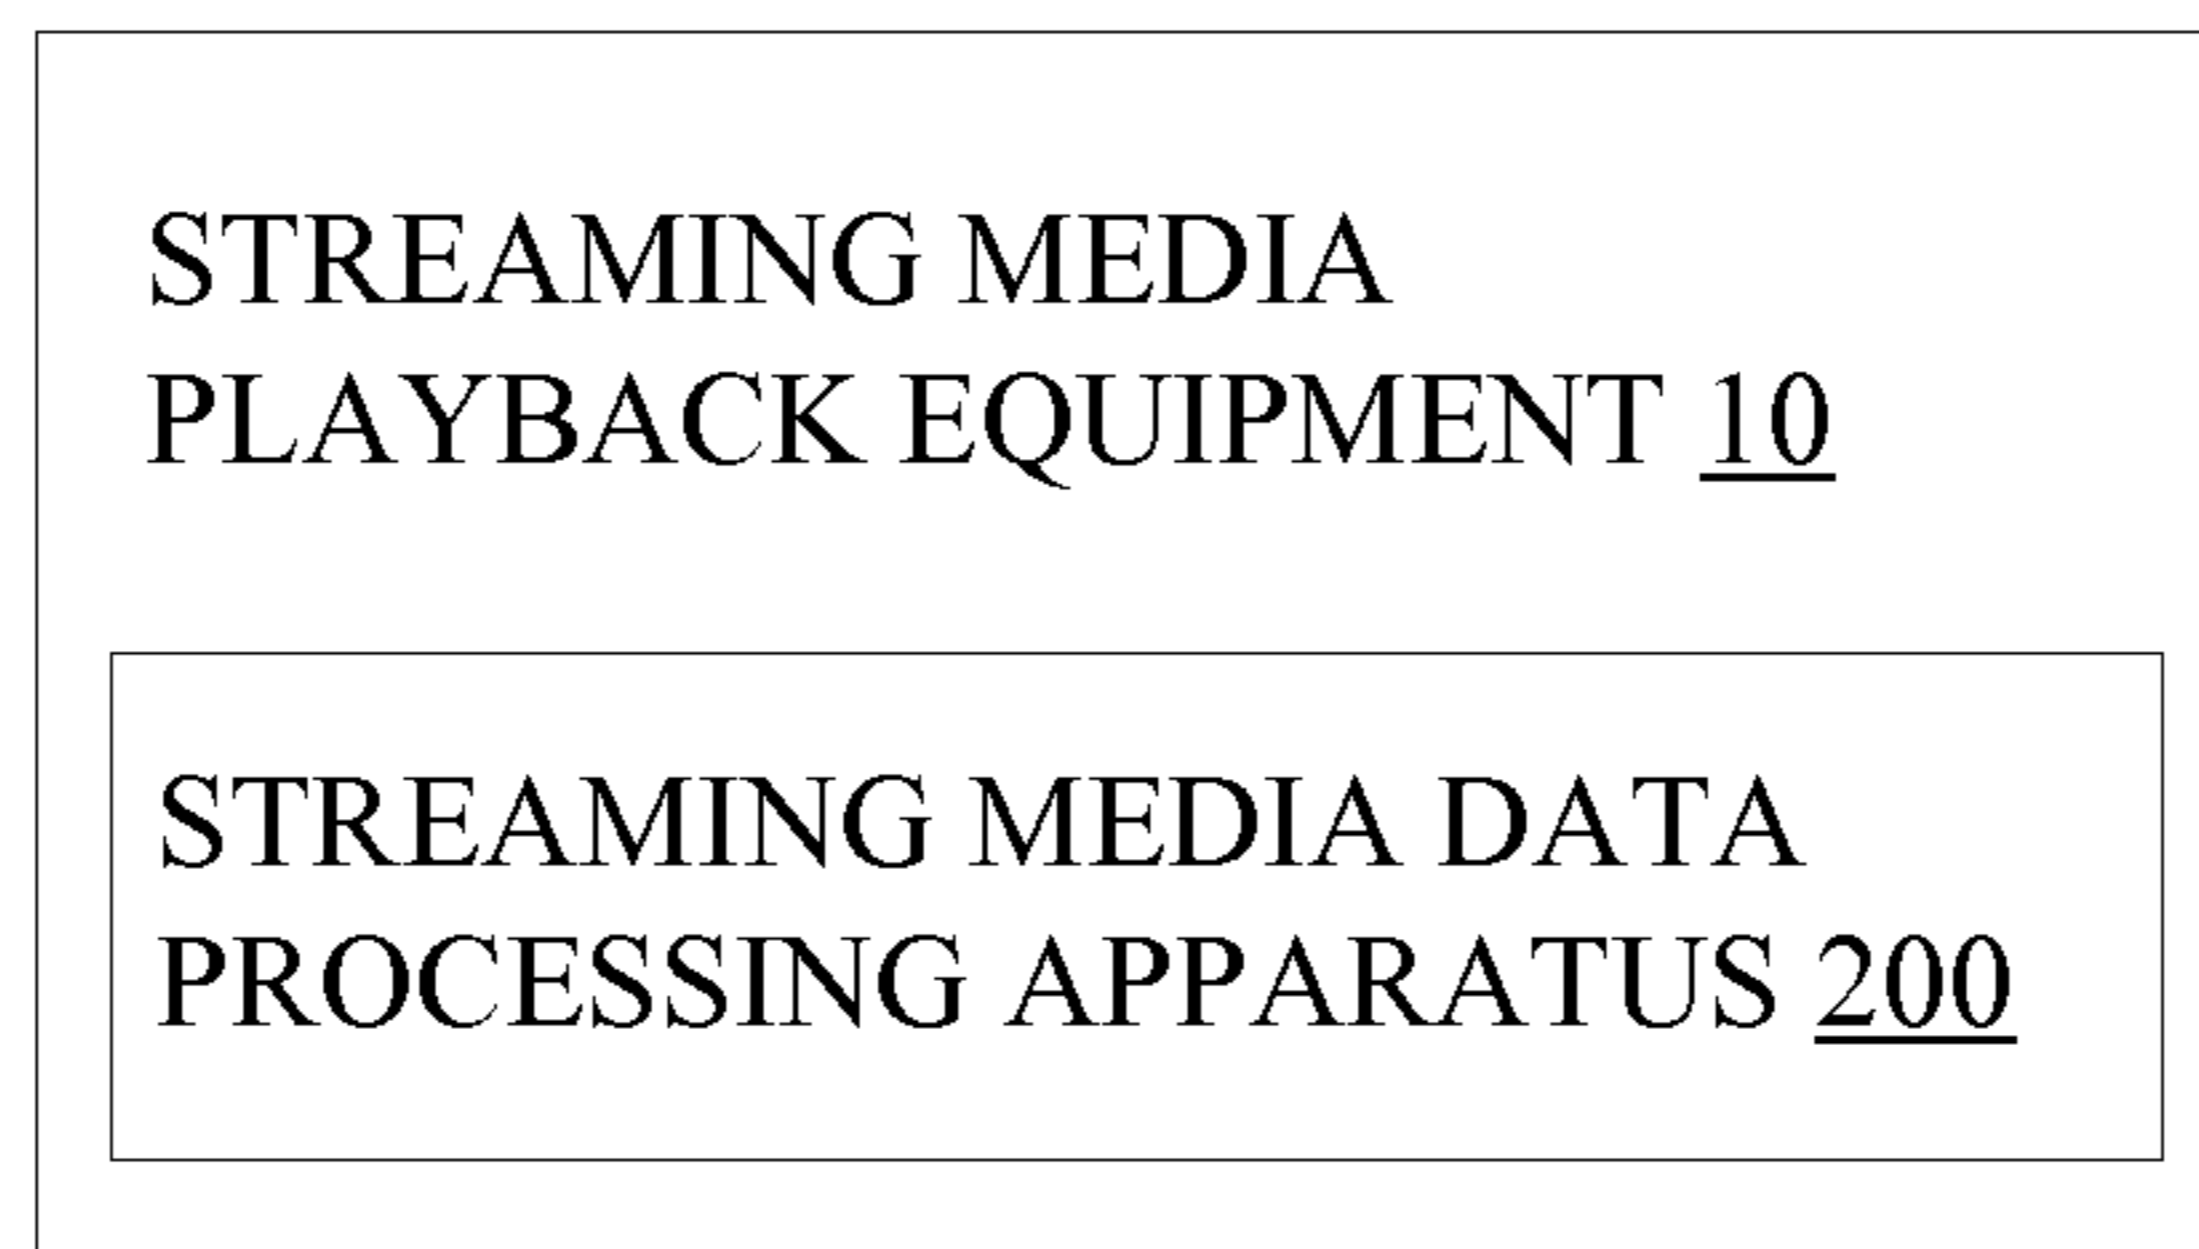 STREAMING MEDIA
PLAYBACK EQUIPMENT 10
STREAMING MEDIA DATA
PROCESSING APPARATUS 200